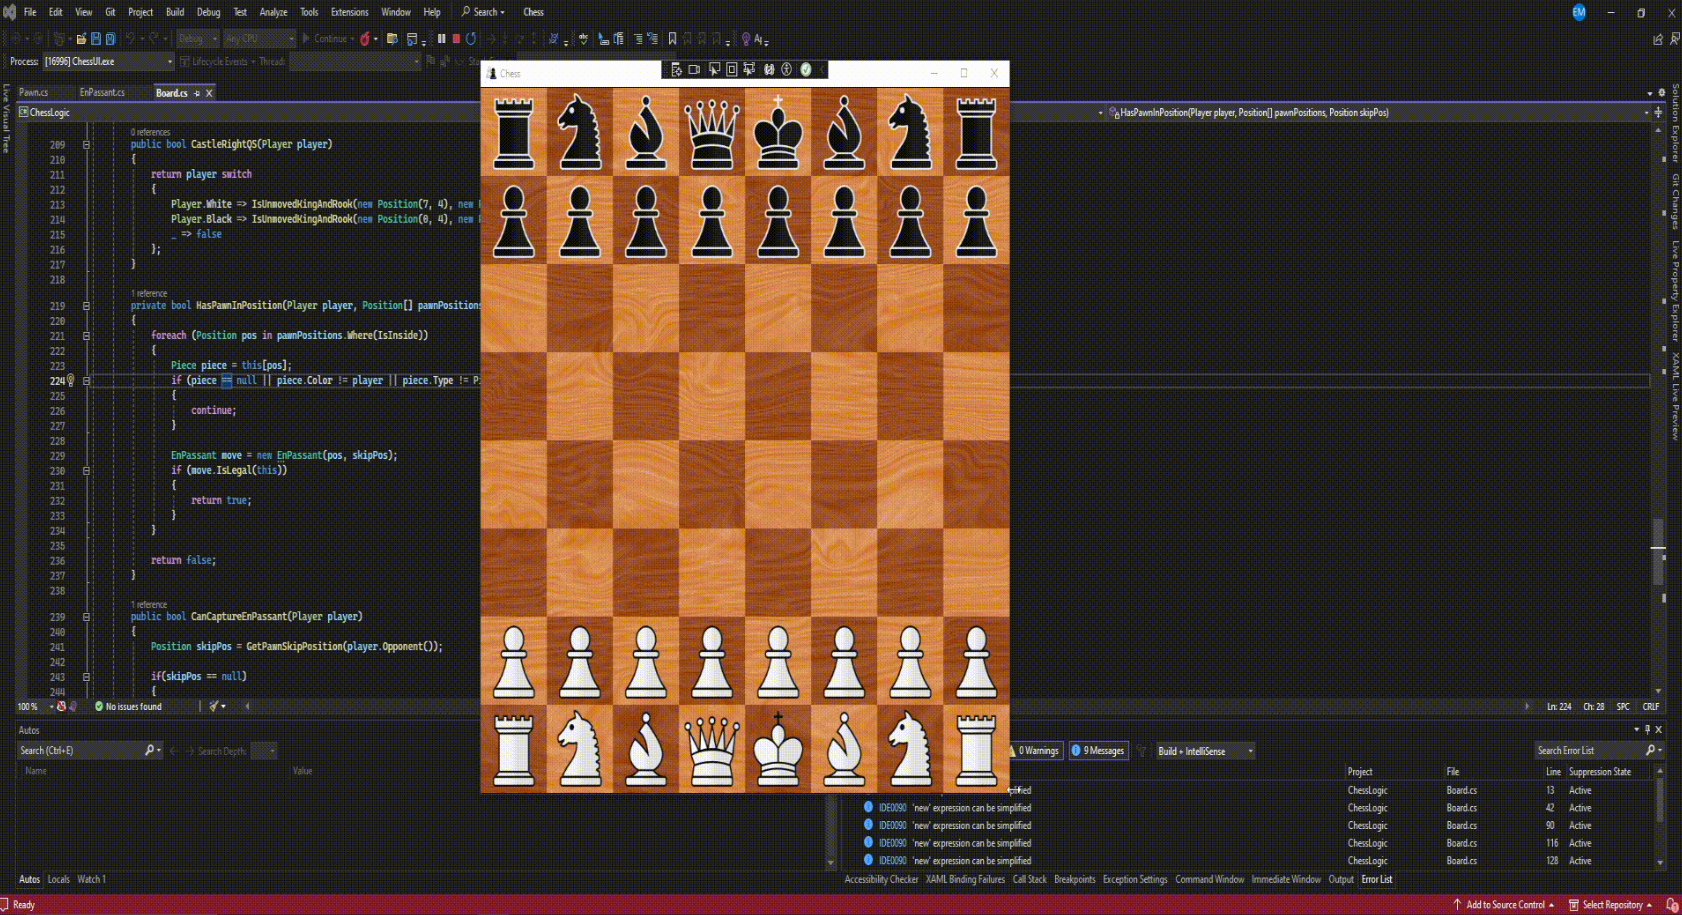 File Edit View Git Project Build Debug Test Analyze Tools Extensions Window Help Search Chess EM
Debug Any CPU Continue
Process: [16996] ChessUI.exe Lifecycle Events Thread:
Chess
Pawn.cs EnPassant.cs Board.cs
ChessLogic HasPawnInPosition(Player player, Position[] pawnPositions, Position skipPos)
Live Visual Tree
0 references
209 public bool CastleRightQS(Player player)
210 {
211 return player switch
212 {
213 Player.White => IsUnmovedKingAndRook(new Position(7, 4), new
214 Player.Black => IsUnmovedKingAndRook(new Position(0, 4), new
215 _ => false
216 };
217 }
218
1 reference
219 private bool HasPawnInPosition(Player player, Position[] pawnPositions
220 {
221 foreach (Position pos in pawnPositions.Where(IsInside))
222 {
223 Piece piece = this[pos];
224 if (piece == null || piece.Color != player || piece.Type != P
225 {
226 continue;
227 }
228
229 EnPassant move = new EnPassant(pos, skipPos);
230 if (move.IsLegal(this))
231 {
232 return true;
233 }
234 }
235
236 return false;
237 }
238
1 reference
239 public bool CanCaptureEnPassant(Player player)
240 {
241 Position skipPos = GetPawnSkipPosition(player.Opponent());
242
243 if(skipPos == null)
244 {
100 % No issues found Ln: 224 Ch: 28 SPC CRLF
Solution Explorer
Git Changes
Live Property Explorer
XAML Live Preview
Autos
Search (Ctrl+E) Search Depth:
Name Value
0 Warnings 9 Messages Build + IntelliSense Search Error List
Project File Line Suppression State
ChessLogic Board.cs 13 Active
IDE0090 'new' expression can be simplified ChessLogic Board.cs 42 Active
IDE0090 'new' expression can be simplified ChessLogic Board.cs 90 Active
IDE0090 'new' expression can be simplified ChessLogic Board.cs 116 Active
IDE0090 'new' expression can be simplified ChessLogic Board.cs 128 Active
Autos Locals Watch 1
Accessibility Checker XAML Binding Failures Call Stack Breakpoints Exception Settings Command Window Immediate Window Output Error List
Ready Add to Source Control Select Repository